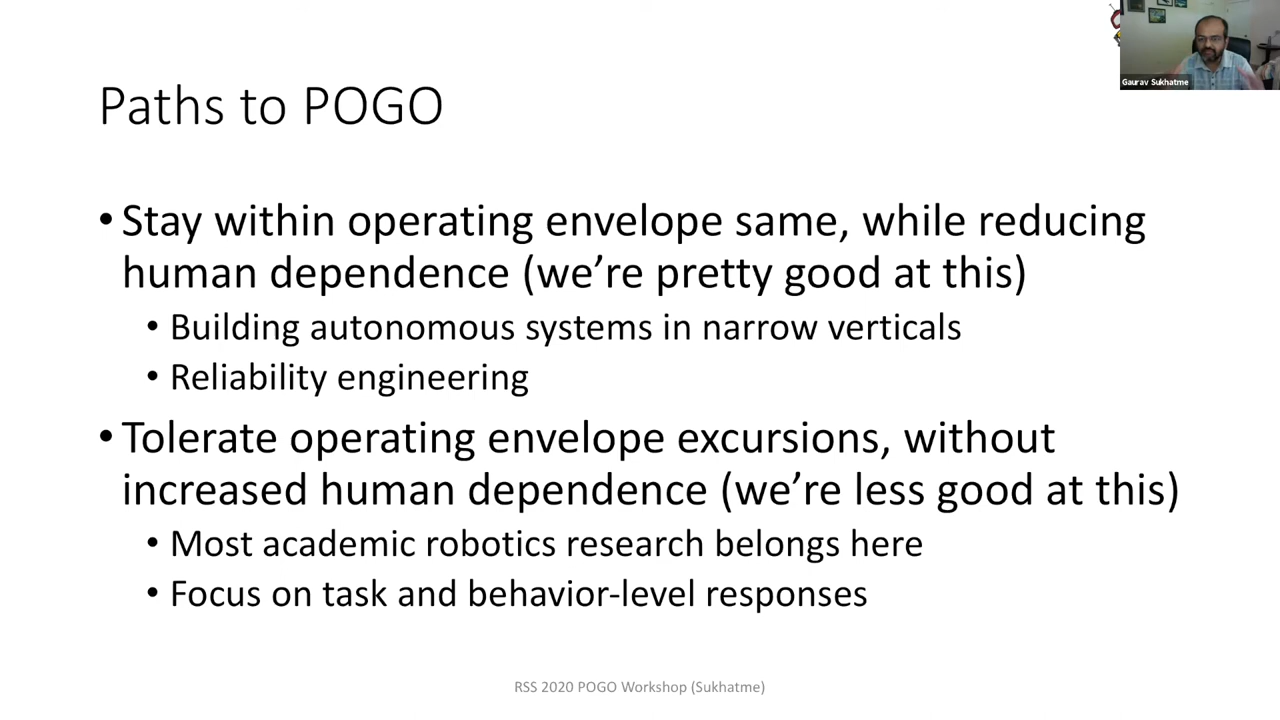 Gaurav Sukhatme
Paths to POGO
• Stay within operating envelope same, while reducing
human dependence (we’re pretty good at this)
• Building autonomous systems in narrow verticals
• Reliability engineering
• Tolerate operating envelope excursions, without
increased human dependence (we’re less good at this)
• Most academic robotics research belongs here
• Focus on task and behavior-level responses
RSS 2020 POGO Workshop (Sukhatme)